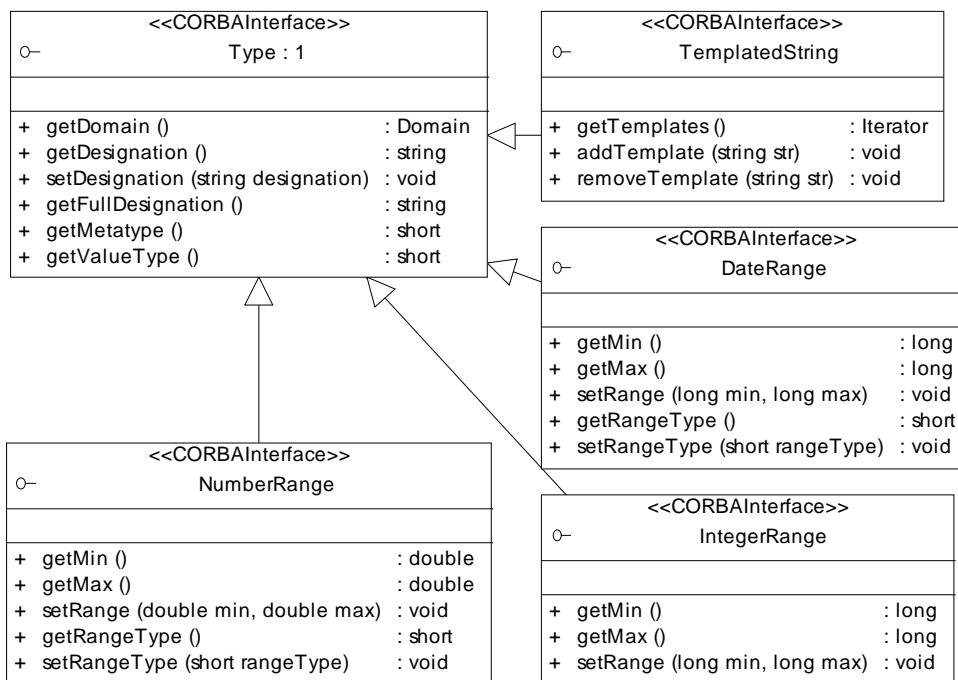 <<CORBAInterface>>
Type : 1
+ getDomain () : Domain
+ getDesignation () : string
+ setDesignation (string designation) : void
+ getFullDesignation () : string
+ getMetatype () : short
+ getValueType () : short
<<CORBAInterface>>
TemplatedString
+ getTemplates () : Iterator
+ addTemplate (string str) : void
+ removeTemplate (string str) : void
<<CORBAInterface>>
DateRange
+ getMin () : long
+ getMax () : long
+ setRange (long min, long max) : void
+ getRangeType () : short
+ setRangeType (short rangeType) : void
<<CORBAInterface>>
NumberRange
+ getMin () : double
+ getMax () : double
+ setRange (double min, double max) : void
+ getRangeType () : short
+ setRangeType (short rangeType) : void
<<CORBAInterface>>
IntegerRange
+ getMin () : long
+ getMax () : long
+ setRange (long min, long max) : void